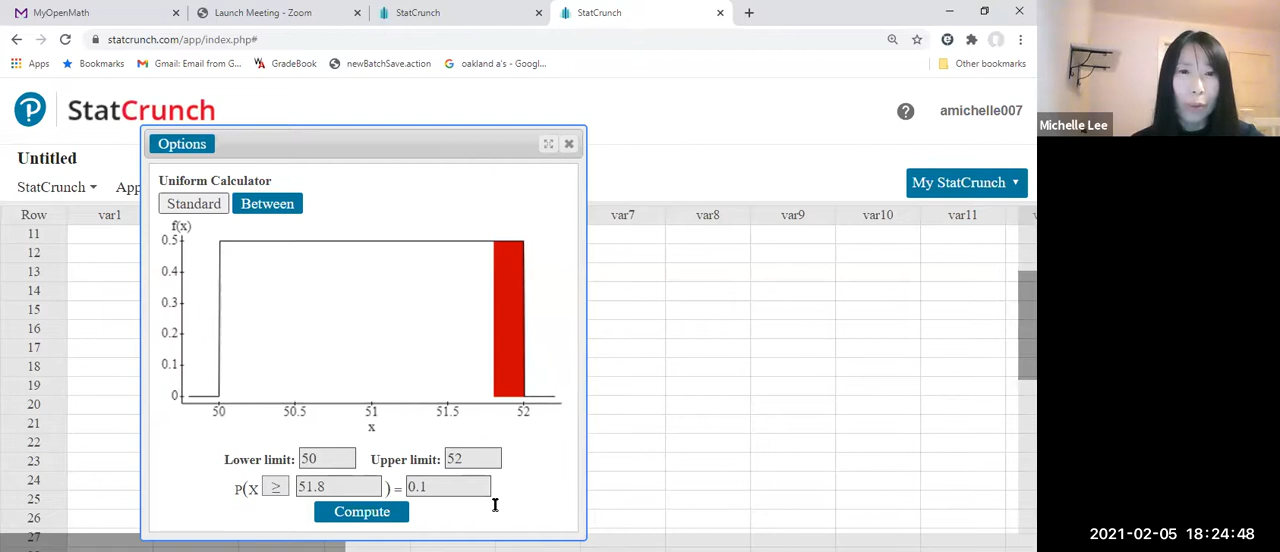 MyOpenMath
Launch Meeting - Zoom
StatCrunch
StatCrunch
statcrunch.com/app/index.php#
Apps
Bookmarks
Gmail: Email from G...
GradeBook
newBatchSave.action
oakland a's - Googl...
Other bookmarks
P StatCrunch
amichelle007
Michelle Lee
Options
Untitled
StatCrunch
App
My StatCrunch
Uniform Calculator
Standard
Between
Row var1 var7 var8 var9 var10 var11
11
12
13
14
15
16
17
18
19
20
21
22
23
24
25
26
27
f(x)
0.5
0.4
0.3
0.2
0.1
0
50 50.5 51 51.5 52
x
Lower limit: 50 Upper limit: 52
P(X ≥ 51.8 ) = 0.1
Compute
2021-02-05 18:24:48